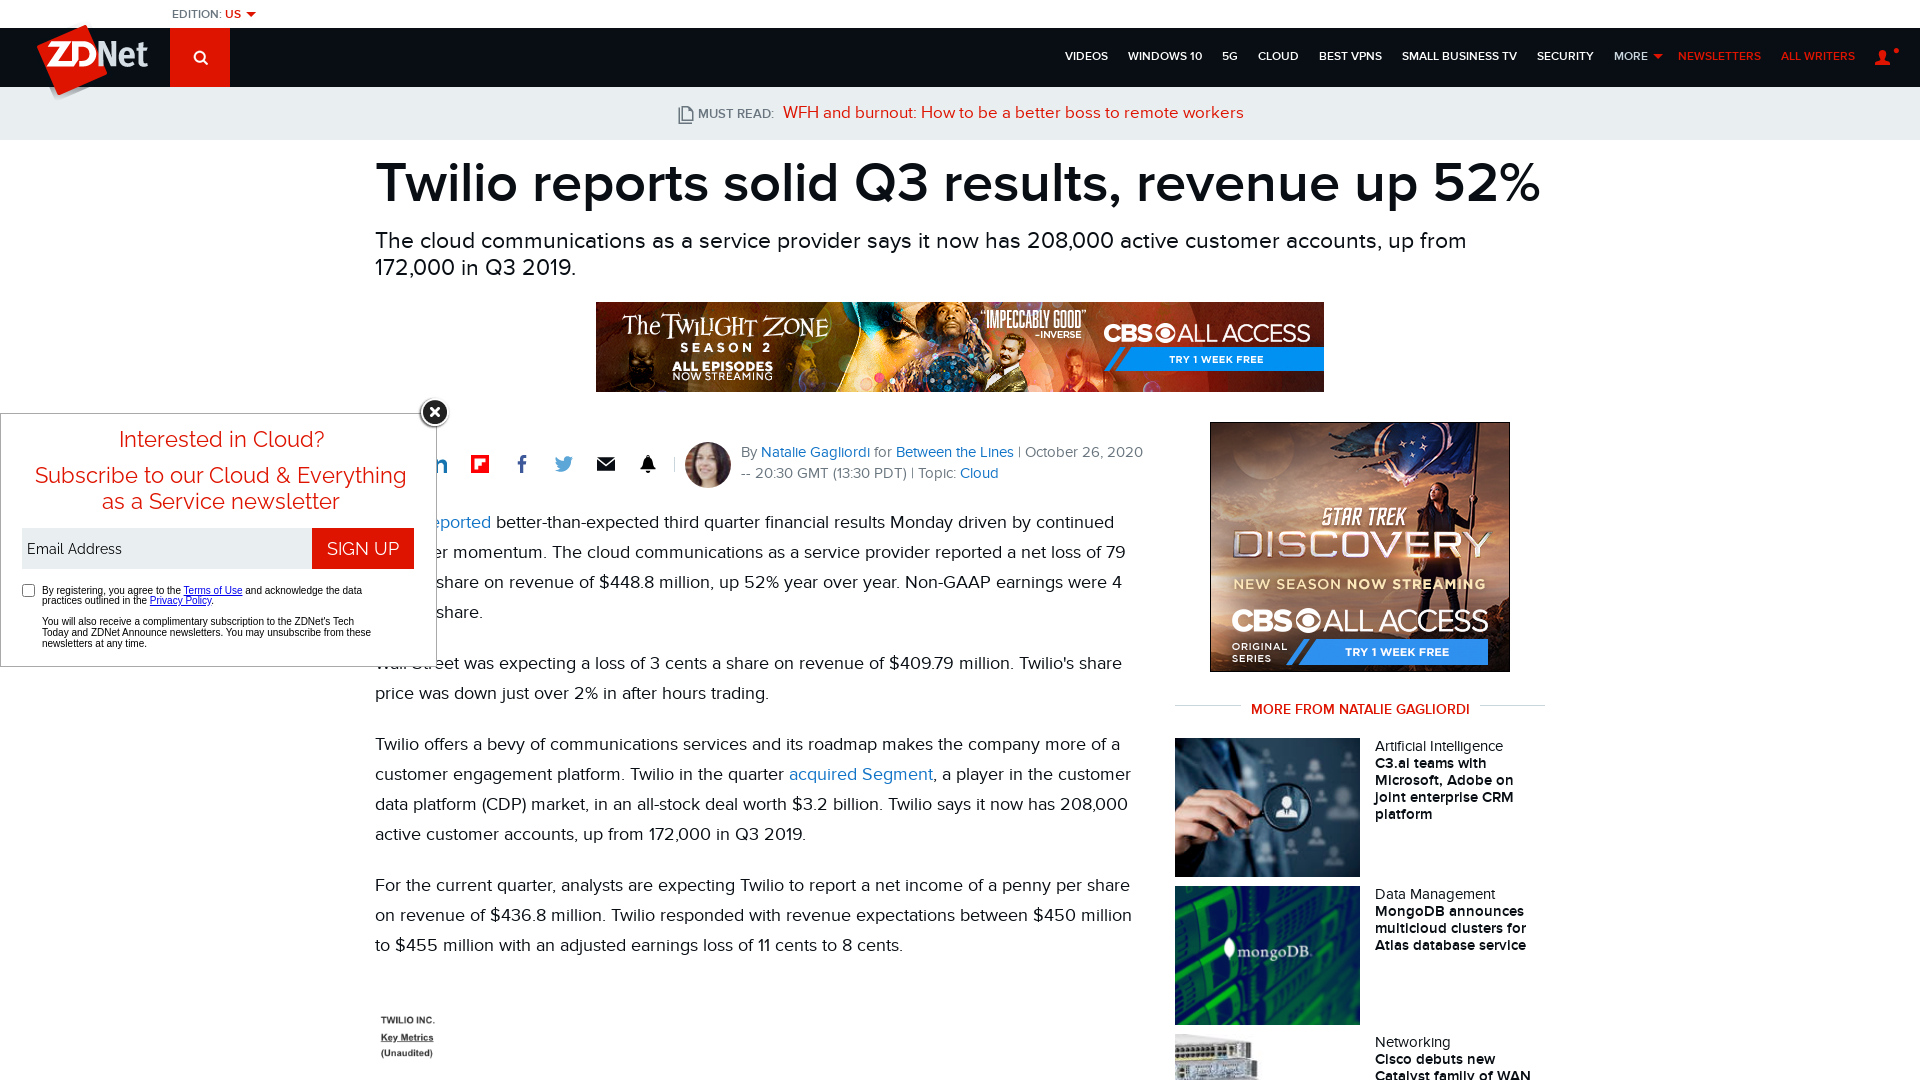 EDITION: US
ZDNet
VIDEOS WINDOWS 10 5G CLOUD BEST VPNS SMALL BUSINESS TV SECURITY MORE NEWSLETTERS ALL WRITERS
MUST READ: WFH and burnout: How to be a better boss to remote workers
Twilio reports solid Q3 results, revenue up 52%
The cloud communications as a service provider says it now has 208,000 active customer accounts, up from
172,000 in Q3 2019.
THE TWILIGHT ZONE
SEASON 2
ALL EPISODES
NOW STREAMING
"IMPECCABLY GOOD"
–INVERSE
CBS ALL ACCESS
TRY 1 WEEK FREE
Interested in Cloud?
Subscribe to our Cloud & Everything
as a Service newsletter
Email Address SIGN UP
By registering, you agree to the Terms of Use and acknowledge the data
practices outlined in the Privacy Policy.
You will also receive a complimentary subscription to the ZDNet's Tech
Today and ZDNet Announce newsletters. You may unsubscribe from these
newsletters at any time.
By Natalie Gagliordi for Between the Lines | October 26, 2020
-- 20:30 GMT (13:30 PDT) | Topic: Cloud
eported better-than-expected third quarter financial results Monday driven by continued
er momentum. The cloud communications as a service provider reported a net loss of 79
share on revenue of $448.8 million, up 52% year over year. Non-GAAP earnings were 4
share.
Wall Street was expecting a loss of 3 cents a share on revenue of $409.79 million. Twilio's share
price was down just over 2% in after hours trading.
Twilio offers a bevy of communications services and its roadmap makes the company more of a
customer engagement platform. Twilio in the quarter acquired Segment, a player in the customer
data platform (CDP) market, in an all-stock deal worth $3.2 billion. Twilio says it now has 208,000
active customer accounts, up from 172,000 in Q3 2019.
For the current quarter, analysts are expecting Twilio to report a net income of a penny per share
on revenue of $436.8 million. Twilio responded with revenue expectations between $450 million
to $455 million with an adjusted earnings loss of 11 cents to 8 cents.
TWILIO INC.
Key Metrics
(Unaudited)
STAR TREK
DISCOVERY
NEW SEASON NOW STREAMING
CBS ALL ACCESS
ORIGINAL
SERIES
TRY 1 WEEK FREE
MORE FROM NATALIE GAGLIORDI
Artificial Intelligence
C3.ai teams with
Microsoft, Adobe on
joint enterprise CRM
platform
mongoDB
Data Management
MongoDB announces
multicloud clusters for
Atlas database service
Networking
Cisco debuts new
Catalyst family of WAN